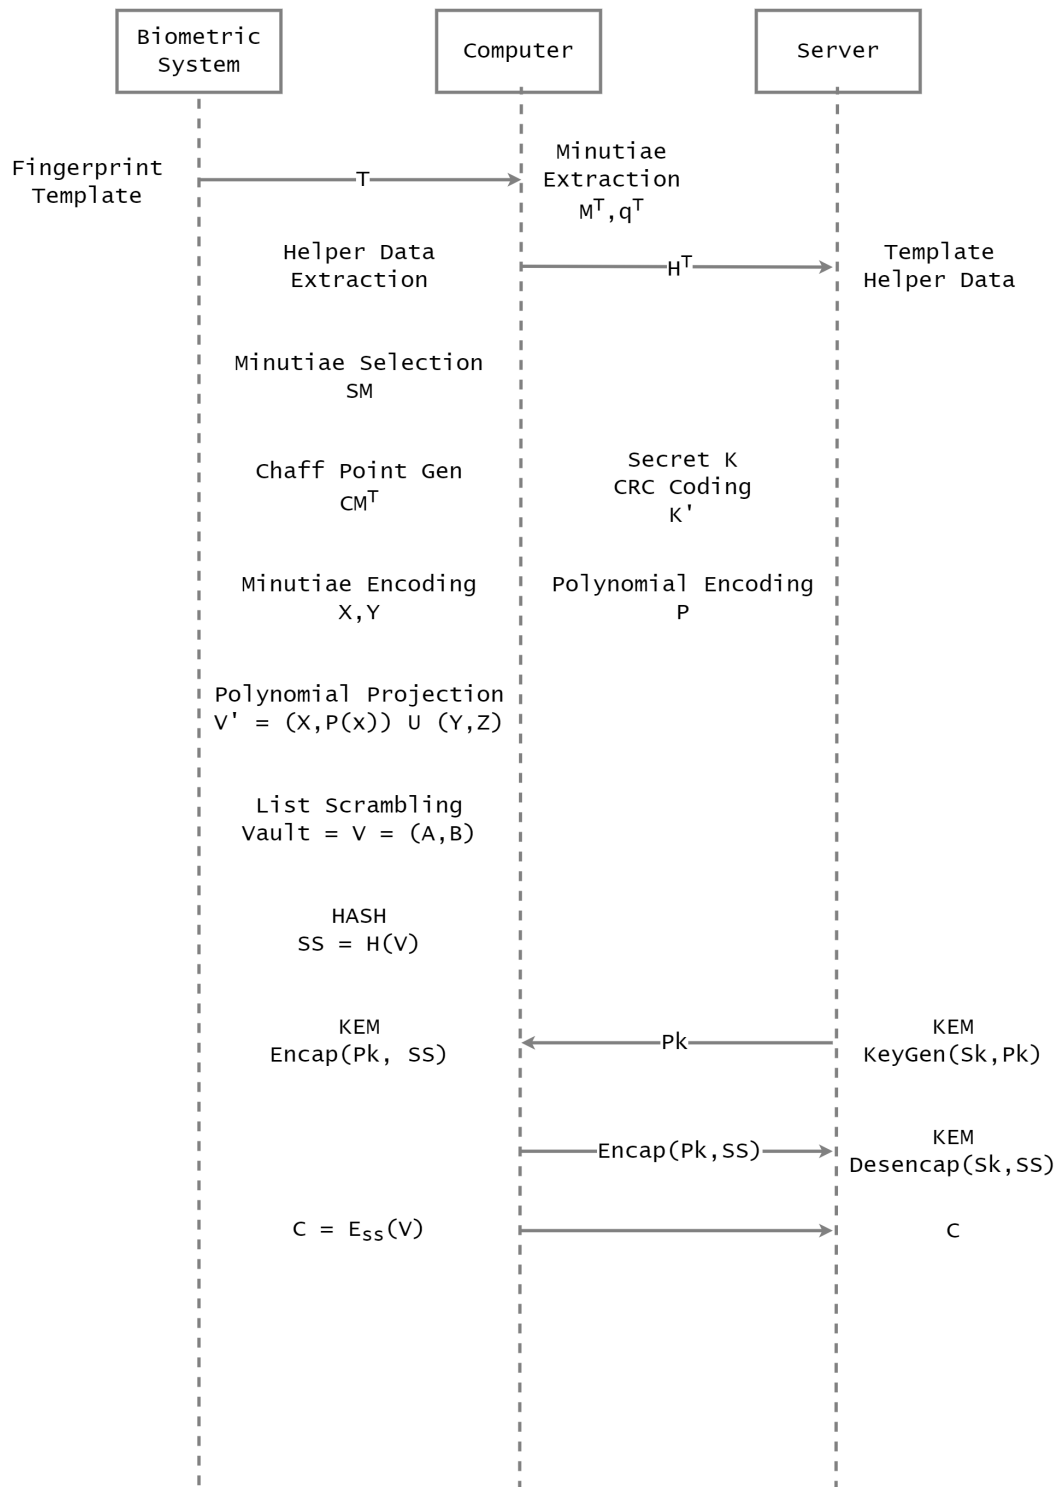 Biometric
System
Computer
Server
Fingerprint
Template
T
Minutiae
Extraction
M^T,q^T
Helper Data
Extraction
H^T
Template
Helper Data
Minutiae Selection
SM
Chaff Point Gen
CM^T
Secret K
CRC Coding
K'
Minutiae Encoding
X,Y
Polynomial Encoding
P
Polynomial Projection
V' = (X,P(x)) U (Y,Z)
List Scrambling
Vault = V = (A,B)
HASH
SS = H(V)
KEM
Encap(Pk, SS)
Pk
KEM
KeyGen(Sk,Pk)
Encap(Pk,SS)
KEM
Desencap(Sk,SS)
C = E_ss(V)
C